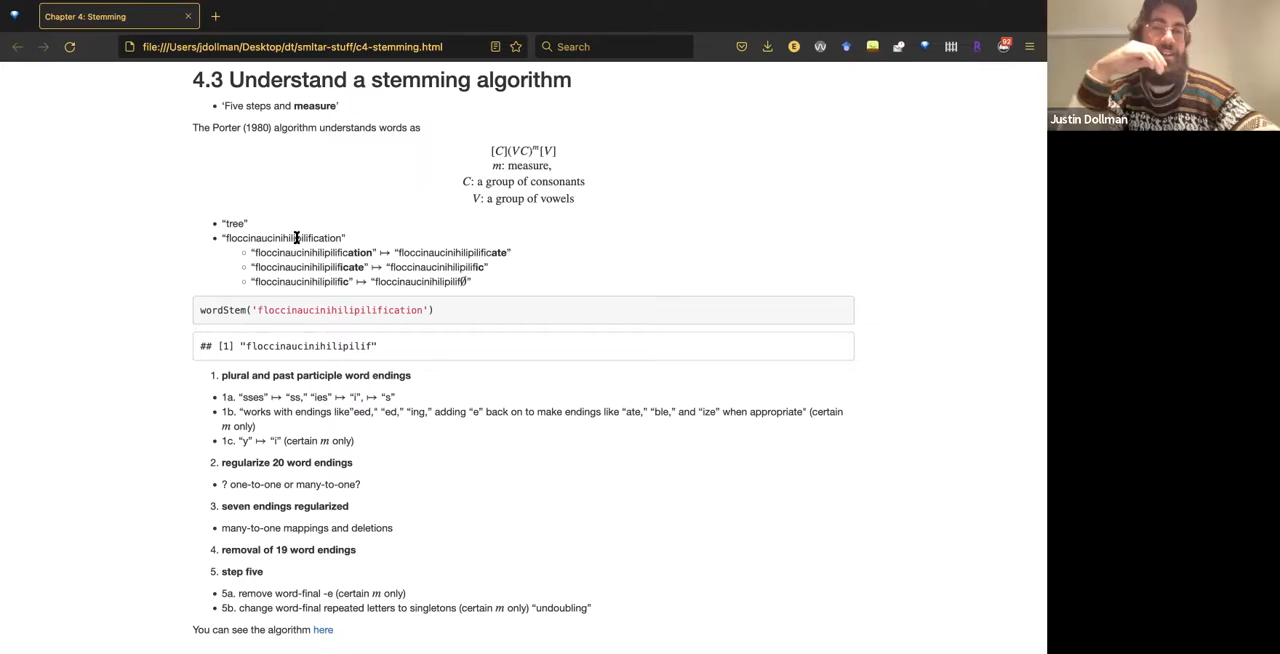 Chapter 4: Stemming
file:///Users/jdollman/Desktop/dt/smltar-stuff/c4-stemming.html
Search
E
R
92
Justin Dollman
4.3 Understand a stemming algorithm
• ‘Five steps and measure’
The Porter (1980) algorithm understands words as
[C](VC)^m[V]
m: measure,
C: a group of consonants
V: a group of vowels
• “tree”
• “floccinaucinihilipilification”
◦ “floccinaucinihilipilification” ↦ “floccinaucinihilipilificate”
◦ “floccinaucinihilipilificate” ↦ “floccinaucinihilipilific”
◦ “floccinaucinihilipilific” ↦ “floccinaucinihilipilifØ”
wordStem('floccinaucinihilipilification')
## [1] "floccinaucinihilipilif"
1. plural and past participle word endings
• 1a. “sses” ↦ “ss,” “ies” ↦ “i”, ↦ “s”
• 1b. “works with endings like”eed," “ed,” “ing,” adding “e” back on to make endings like “ate,” “ble,” and “ize” when appropriate" (certain
m only)
• 1c. “y” ↦ “i” (certain m only)
2. regularize 20 word endings
• ? one-to-one or many-to-one?
3. seven endings regularized
• many-to-one mappings and deletions
4. removal of 19 word endings
5. step five
• 5a. remove word-final -e (certain m only)
• 5b. change word-final repeated letters to singletons (certain m only) “undoubling”
You can see the algorithm here